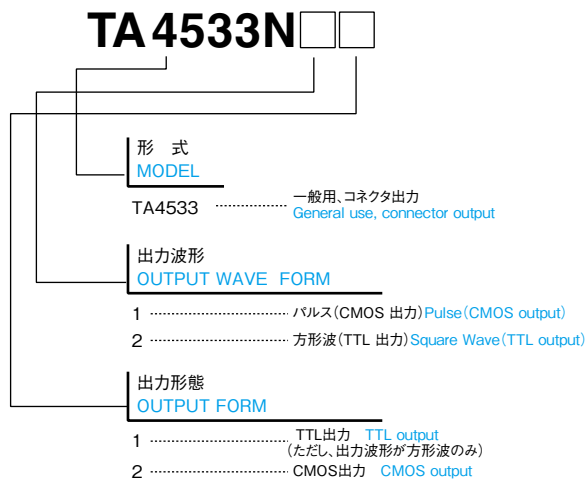 TA4533N□□
形 式
MODEL
TA4533 ................ 一般用、コネクタ出力
General use, connector output
出力波形
OUTPUT WAVE FORM
1 ................ パルス(CMOS 出力) Pulse(CMOS output)
2 ................ 方形波(TTL 出力) Square Wave(TTL output)
出力形態
OUTPUT FORM
1 ................ TTL出力 TTL output
(ただし、出力波形が方形波のみ)
2 ................ CMOS出力 CMOS output